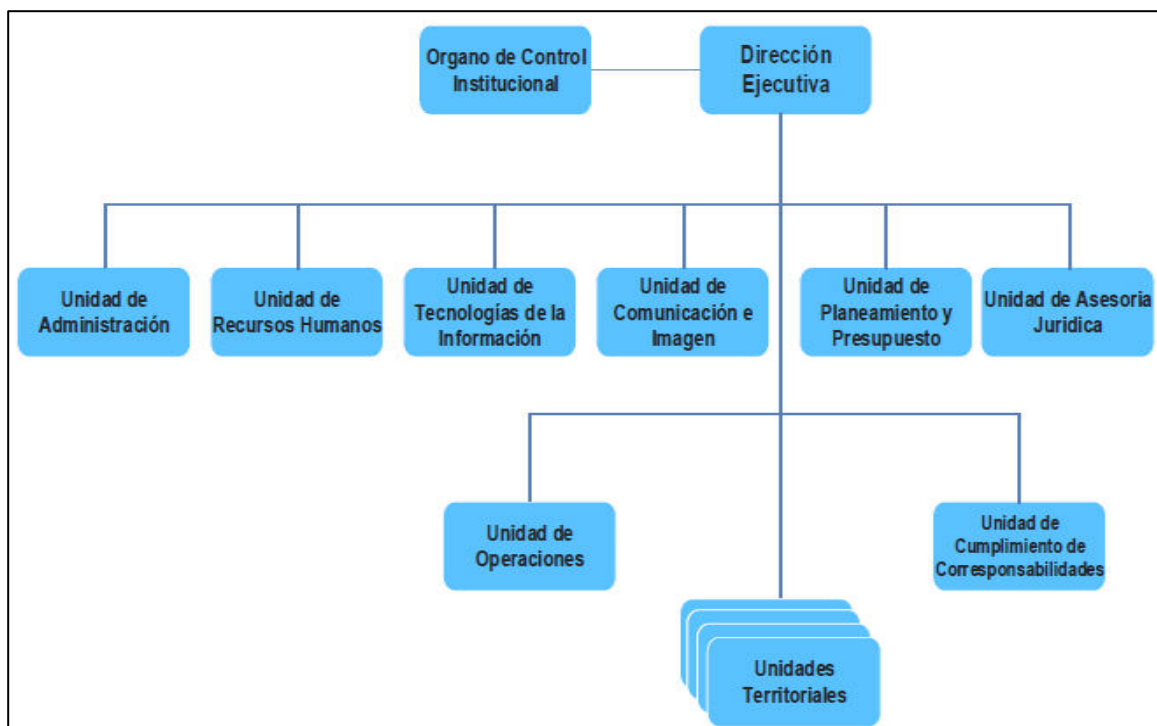 Organo de Control
Institucional
Dirección
Ejecutiva
Unidad de
Administración
Unidad de
Recursos Humanos
Unidad de
Tecnologías de la
Información
Unidad de
Comunicación e
Imagen
Unidad de
Planeamiento y
Presupuesto
Unidad de Asesoria
Juridica
Unidad de
Operaciones
Unidad de
Cumplimiento de
Corresponsabilidades
Unidades
Territoriales